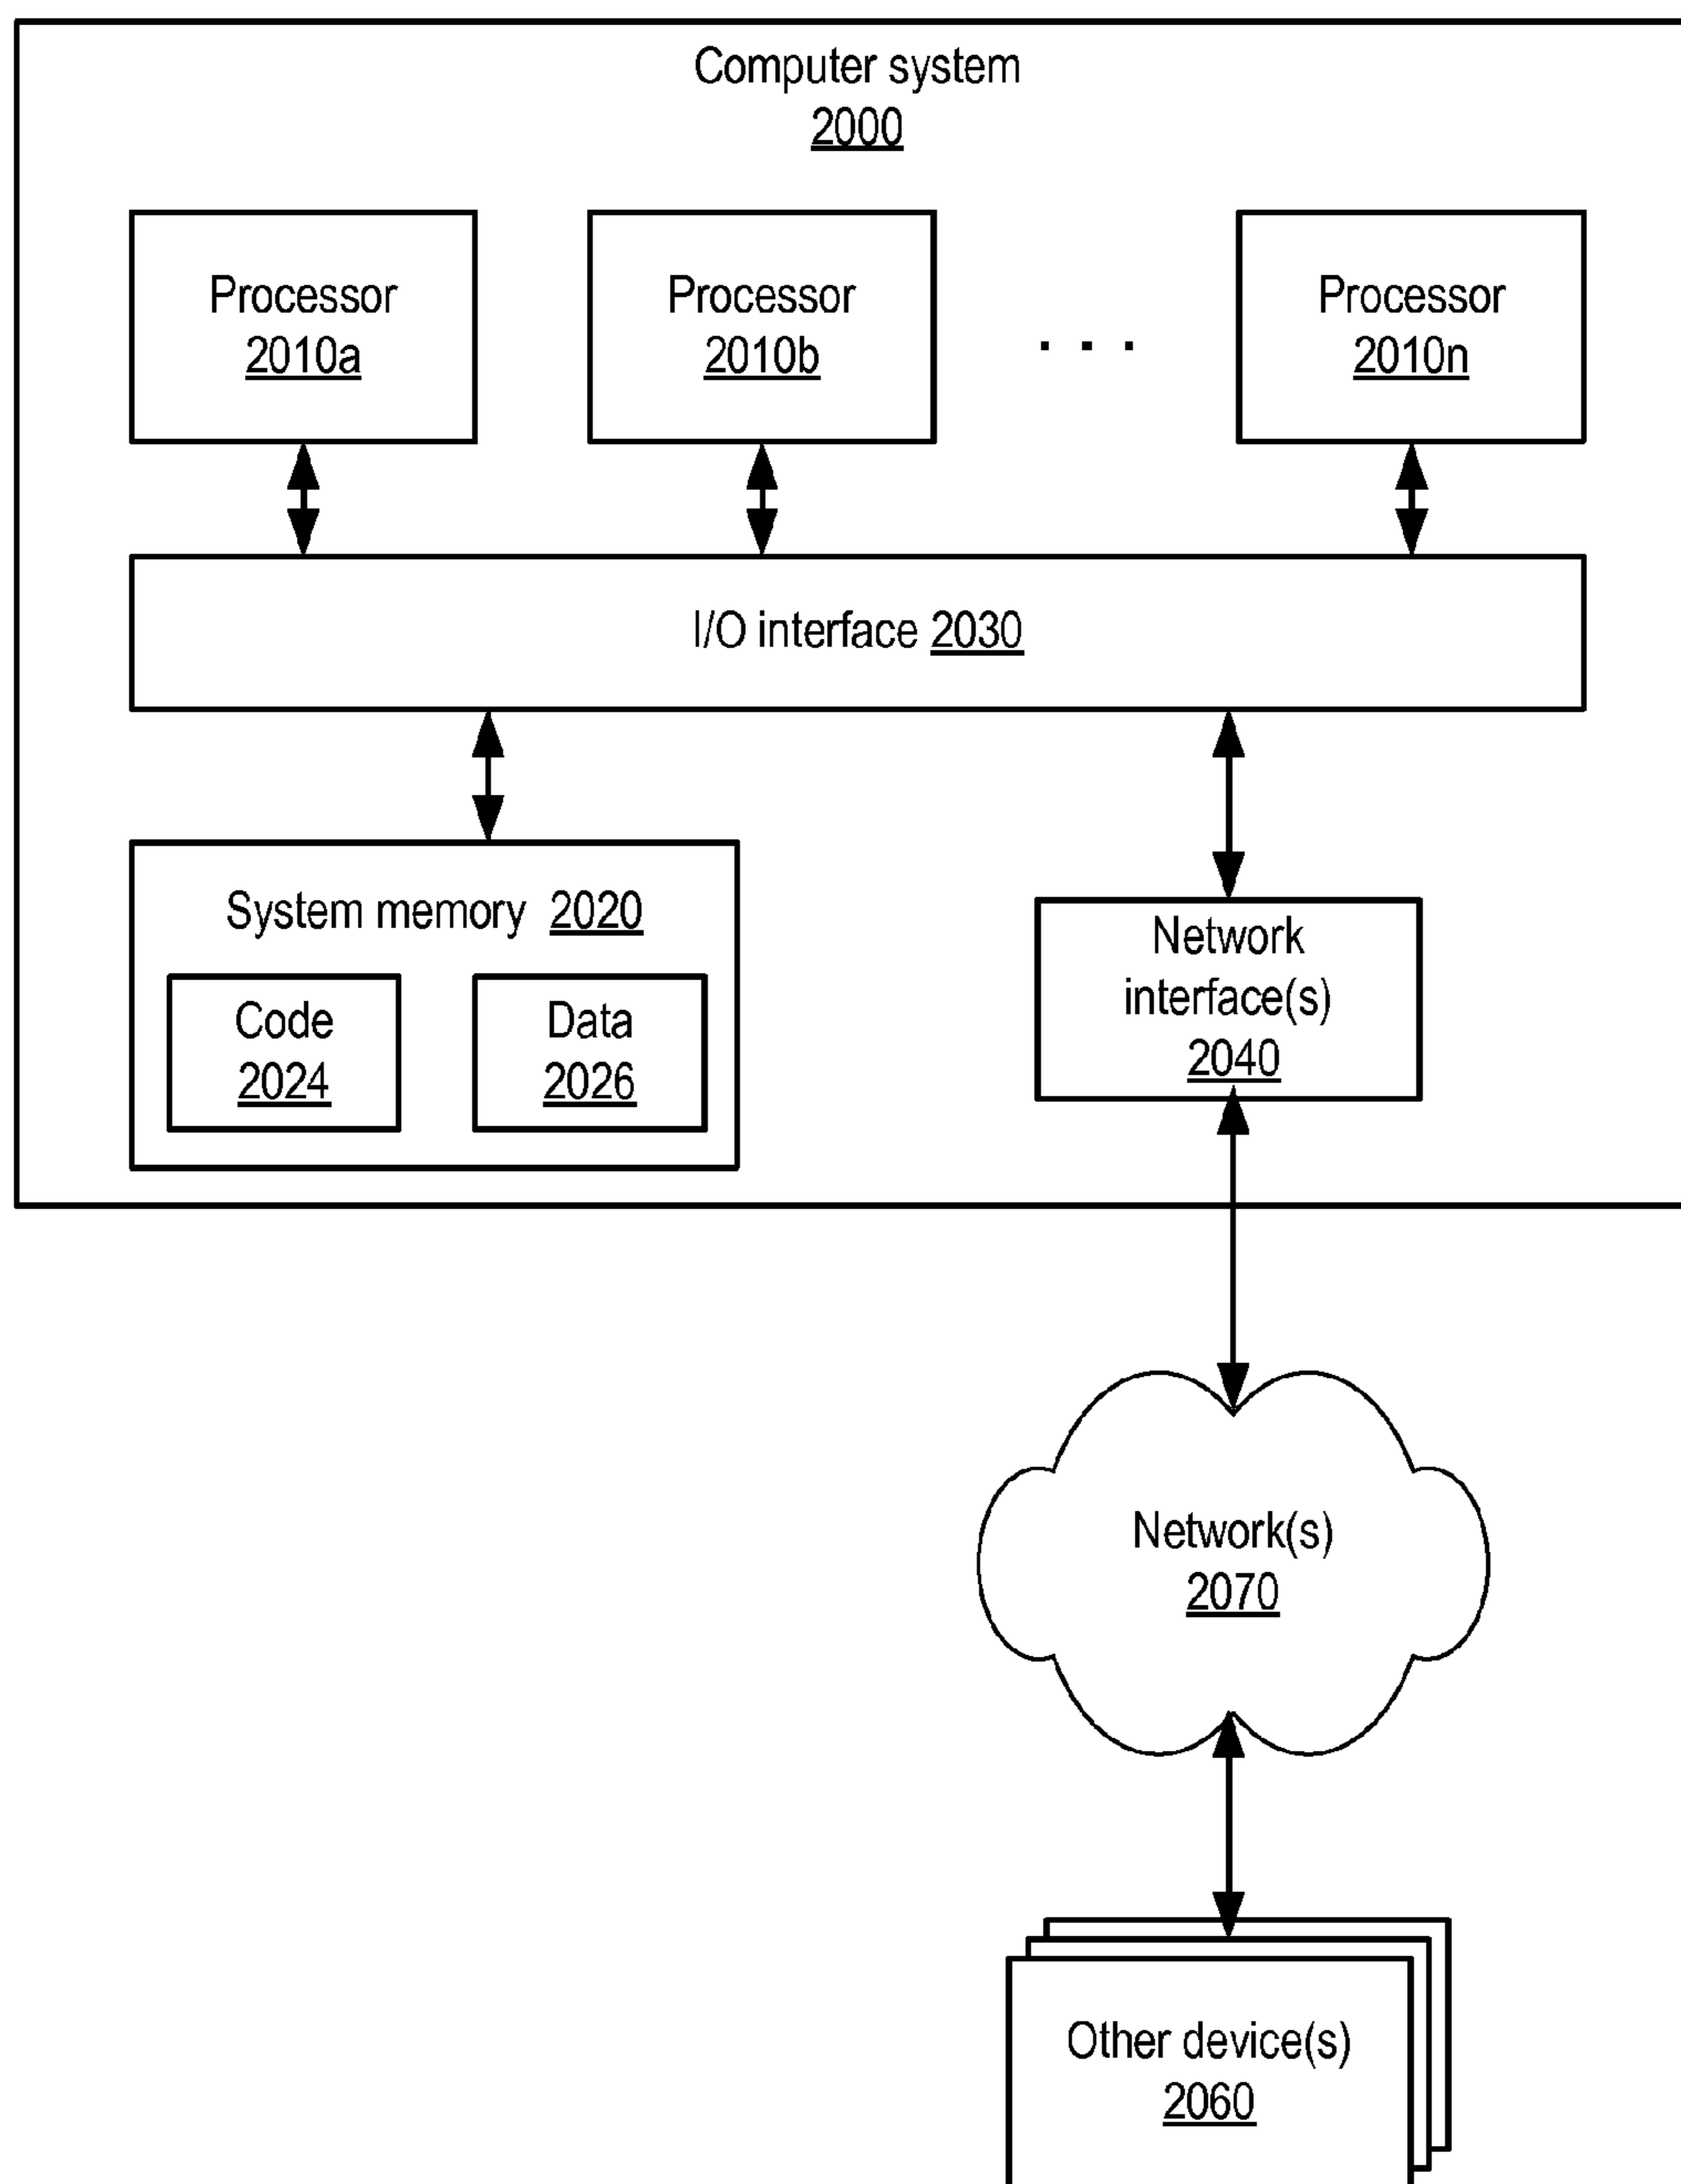 Computer system
2000
Processor
2010a
Processor
2010b
. . .
Processor
2010n
I/O interface 2030
System memory 2020
Code
2024
Data
2026
Network
interface(s)
2040
Network(s)
2070
Other device(s)
2060